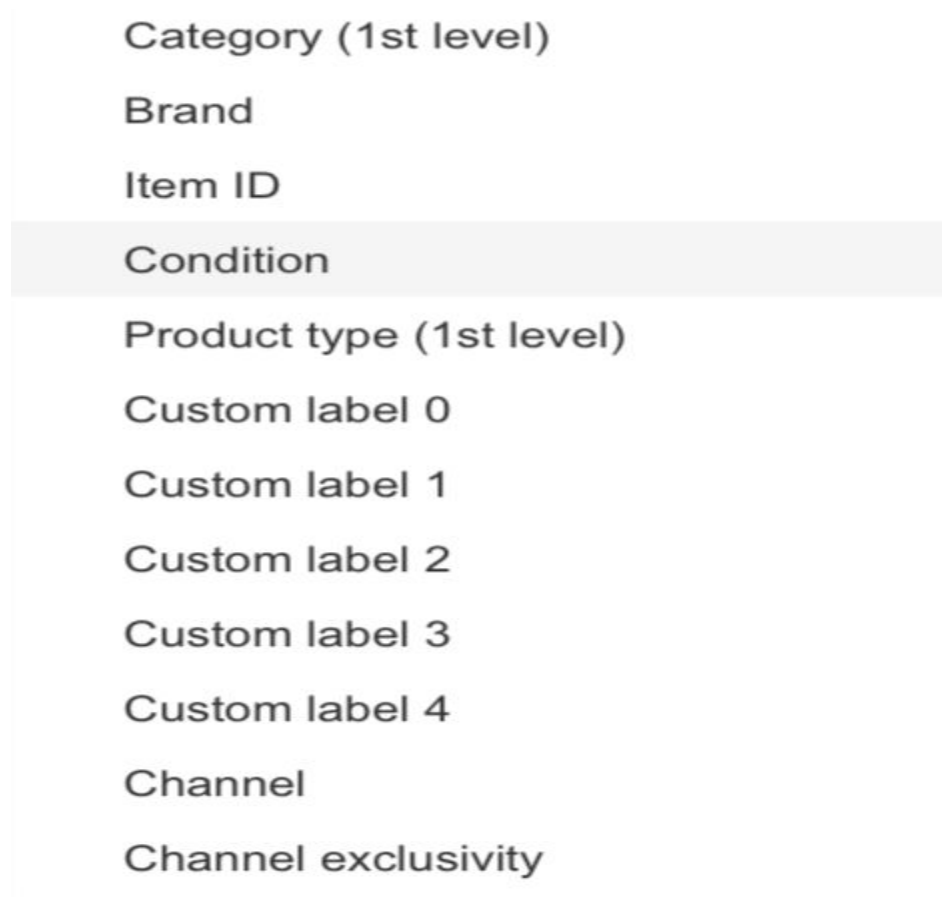 Category (1st level)
Brand
Item ID
Condition
Product type (1st level)
Custom label 0
Custom label 1
Custom label 2
Custom label 3
Custom label 4
Channel
Channel exclusivity